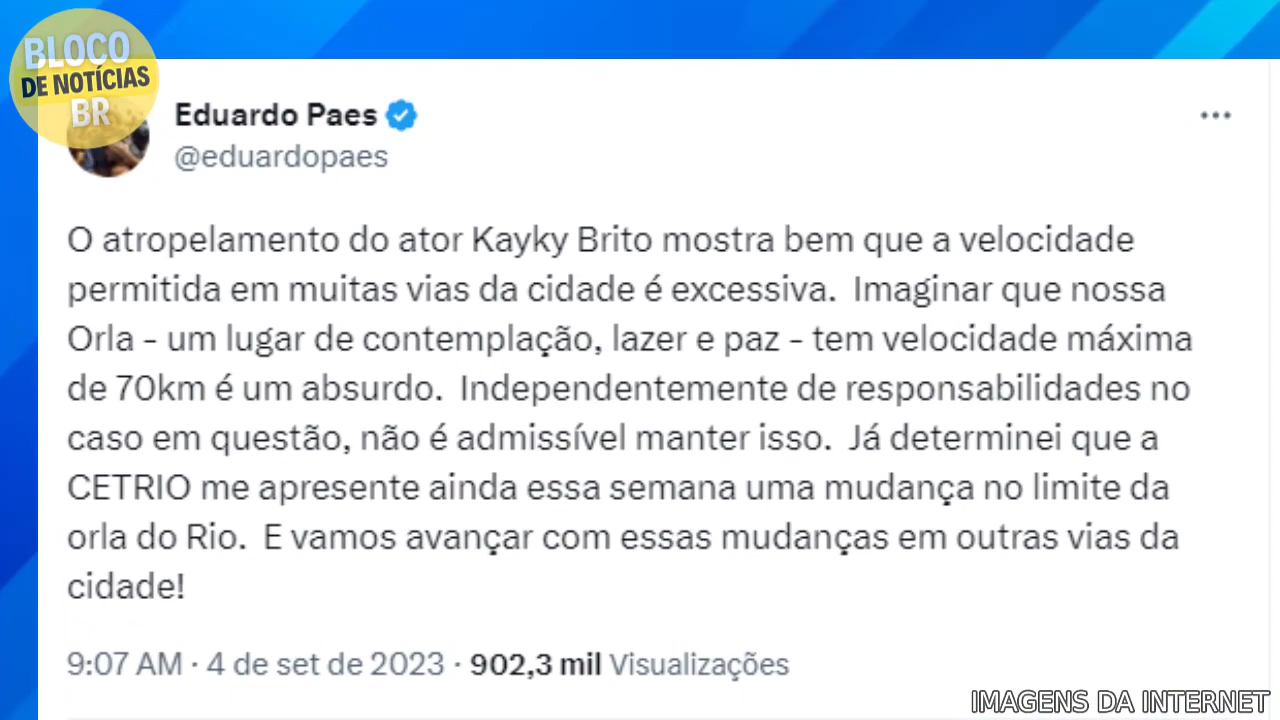 BLOCO
DE NOTÍCIAS
BR
Eduardo Paes
@eduardopaes
O atropelamento do ator Kayky Brito mostra bem que a velocidade
permitida em muitas vias da cidade é excessiva.  Imaginar que nossa
Orla - um lugar de contemplação, lazer e paz - tem velocidade máxima
de 70km é um absurdo.  Independentemente de responsabilidades no
caso em questão, não é admissível manter isso.  Já determinei que a
CETRIO me apresente ainda essa semana uma mudança no limite da
orla do Rio.  E vamos avançar com essas mudanças em outras vias da
cidade!
9:07 AM · 4 de set de 2023 · 902,3 mil Visualizações
IMAGENS DA INTERNET